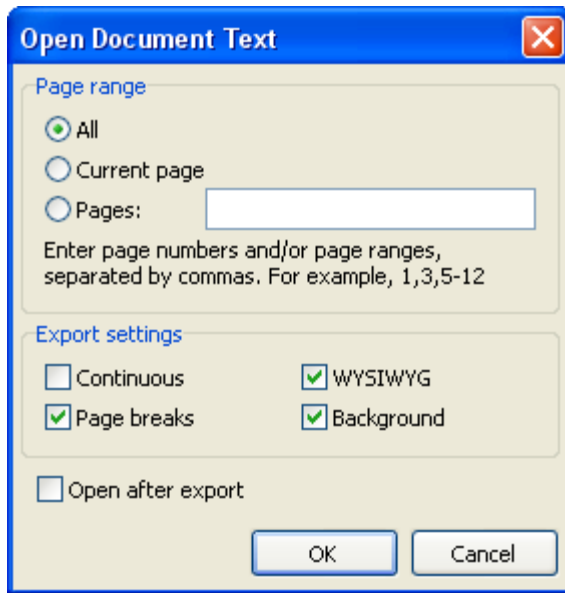 Open Document Text
Page range
All
Current page
Pages:
Enter page numbers and/or page ranges,
separated by commas. For example, 1,3,5-12
Export settings
Continuous
WYSIWYG
Page breaks
Background
Open after export
OK
Cancel